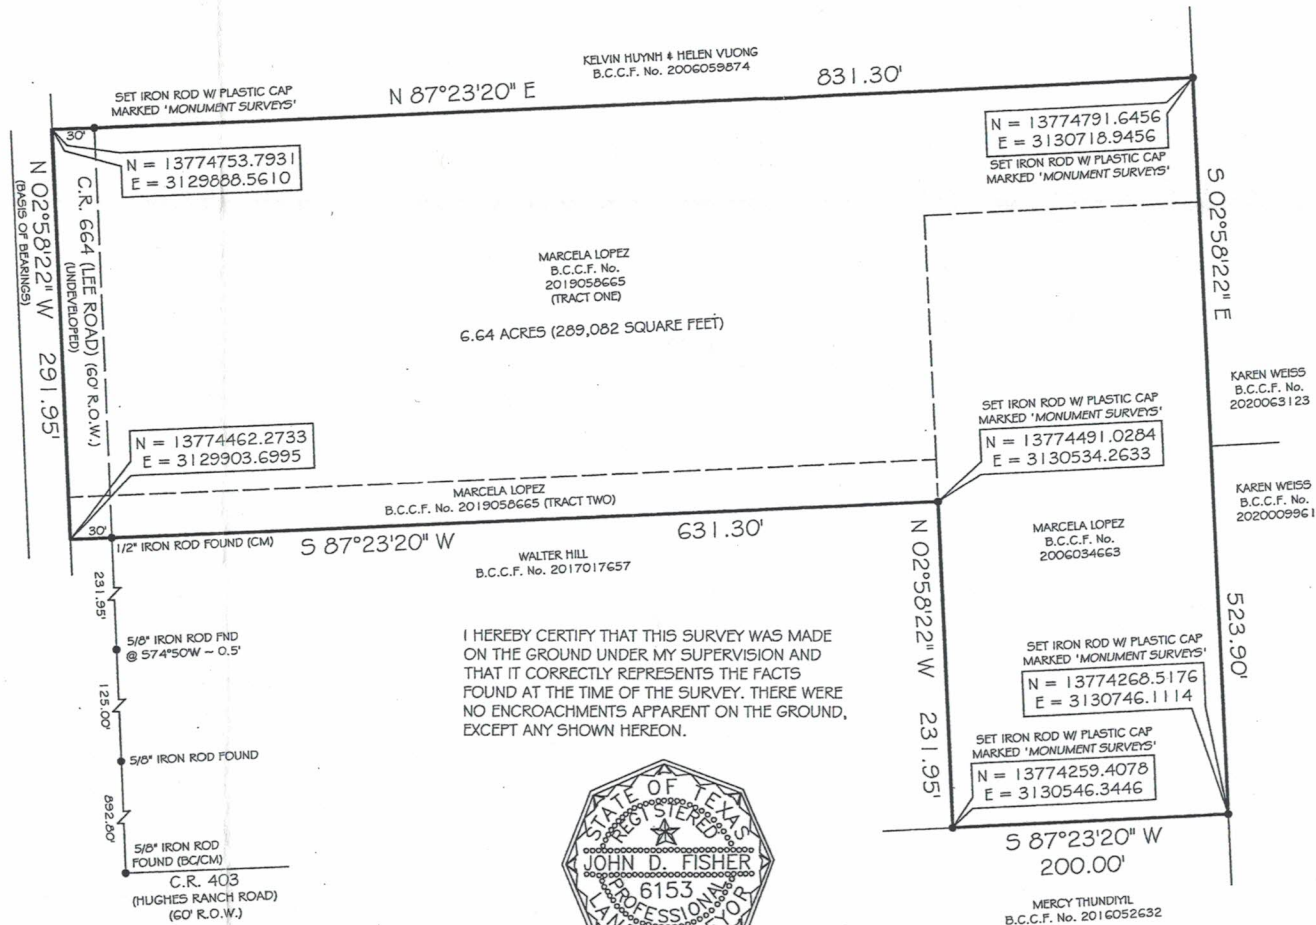 KELVIN HUYNH & HELEN VUONG
B.C.C.F. No. 2006059874
N 87°23'20" E
831.30'
SET IRON ROD W/ PLASTIC CAP
MARKED 'MONUMENT SURVEYS'
30'
N = 13774753.7931
E = 3129888.5610
N = 13774791.6456
E = 3130718.9456
SET IRON ROD W/ PLASTIC CAP
MARKED 'MONUMENT SURVEYS'
N 02°58'22" W 291.95'
(BASIS OF BEARINGS)
C.R. 664 (LEE ROAD) (60' R.O.W.)
(UNDEVELOPED)
S 02°58'22" E
523.90'
MARCELA LOPEZ
B.C.C.F. No.
2019058665
(TRACT ONE)
6.64 ACRES (289,082 SQUARE FEET)
KAREN WEISS
B.C.C.F. No.
2020063123
SET IRON ROD W/ PLASTIC CAP
MARKED 'MONUMENT SURVEYS'
N = 13774491.0284
E = 3130534.2633
N = 13774462.2733
E = 3129903.6995
MARCELA LOPEZ
B.C.C.F. No. 2019058665 (TRACT TWO)
KAREN WEISS
B.C.C.F. No.
2020009961
30'
1/2" IRON ROD FOUND (CM)
S 87°23'20" W
631.30'
WALTER HILL
B.C.C.F. No. 2017017657
MARCELA LOPEZ
B.C.C.F. No.
2006034663
N 02°58'22" W 231.95'
231.95'
5/8" IRON ROD FND
@ S74°50'W ~ 0.5'
125.00'
5/8" IRON ROD FOUND
892.80'
5/8" IRON ROD
FOUND (BC/CM)
C.R. 403
(HUGHES RANCH ROAD)
(60' R.O.W.)
I HEREBY CERTIFY THAT THIS SURVEY WAS MADE
ON THE GROUND UNDER MY SUPERVISION AND
THAT IT CORRECTLY REPRESENTS THE FACTS
FOUND AT THE TIME OF THE SURVEY. THERE WERE
NO ENCROACHMENTS APPARENT ON THE GROUND,
EXCEPT ANY SHOWN HEREON.
SET IRON ROD W/ PLASTIC CAP
MARKED 'MONUMENT SURVEYS'
N = 13774268.5176
E = 3130746.1114
SET IRON ROD W/ PLASTIC CAP
MARKED 'MONUMENT SURVEYS'
N = 13774259.4078
E = 3130546.3446
S 87°23'20" W
200.00'
MERCY THUNDIYIL
B.C.C.F. No. 2016052632
STATE OF TEXAS
REGISTERED
JOHN D. FISHER
6153
PROFESSIONAL